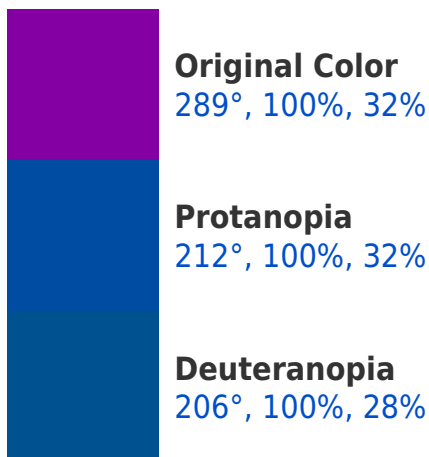 Original Color
289°, 100%, 32%
Protanopia
212°, 100%, 32%
Deuteranopia
206°, 100%, 28%